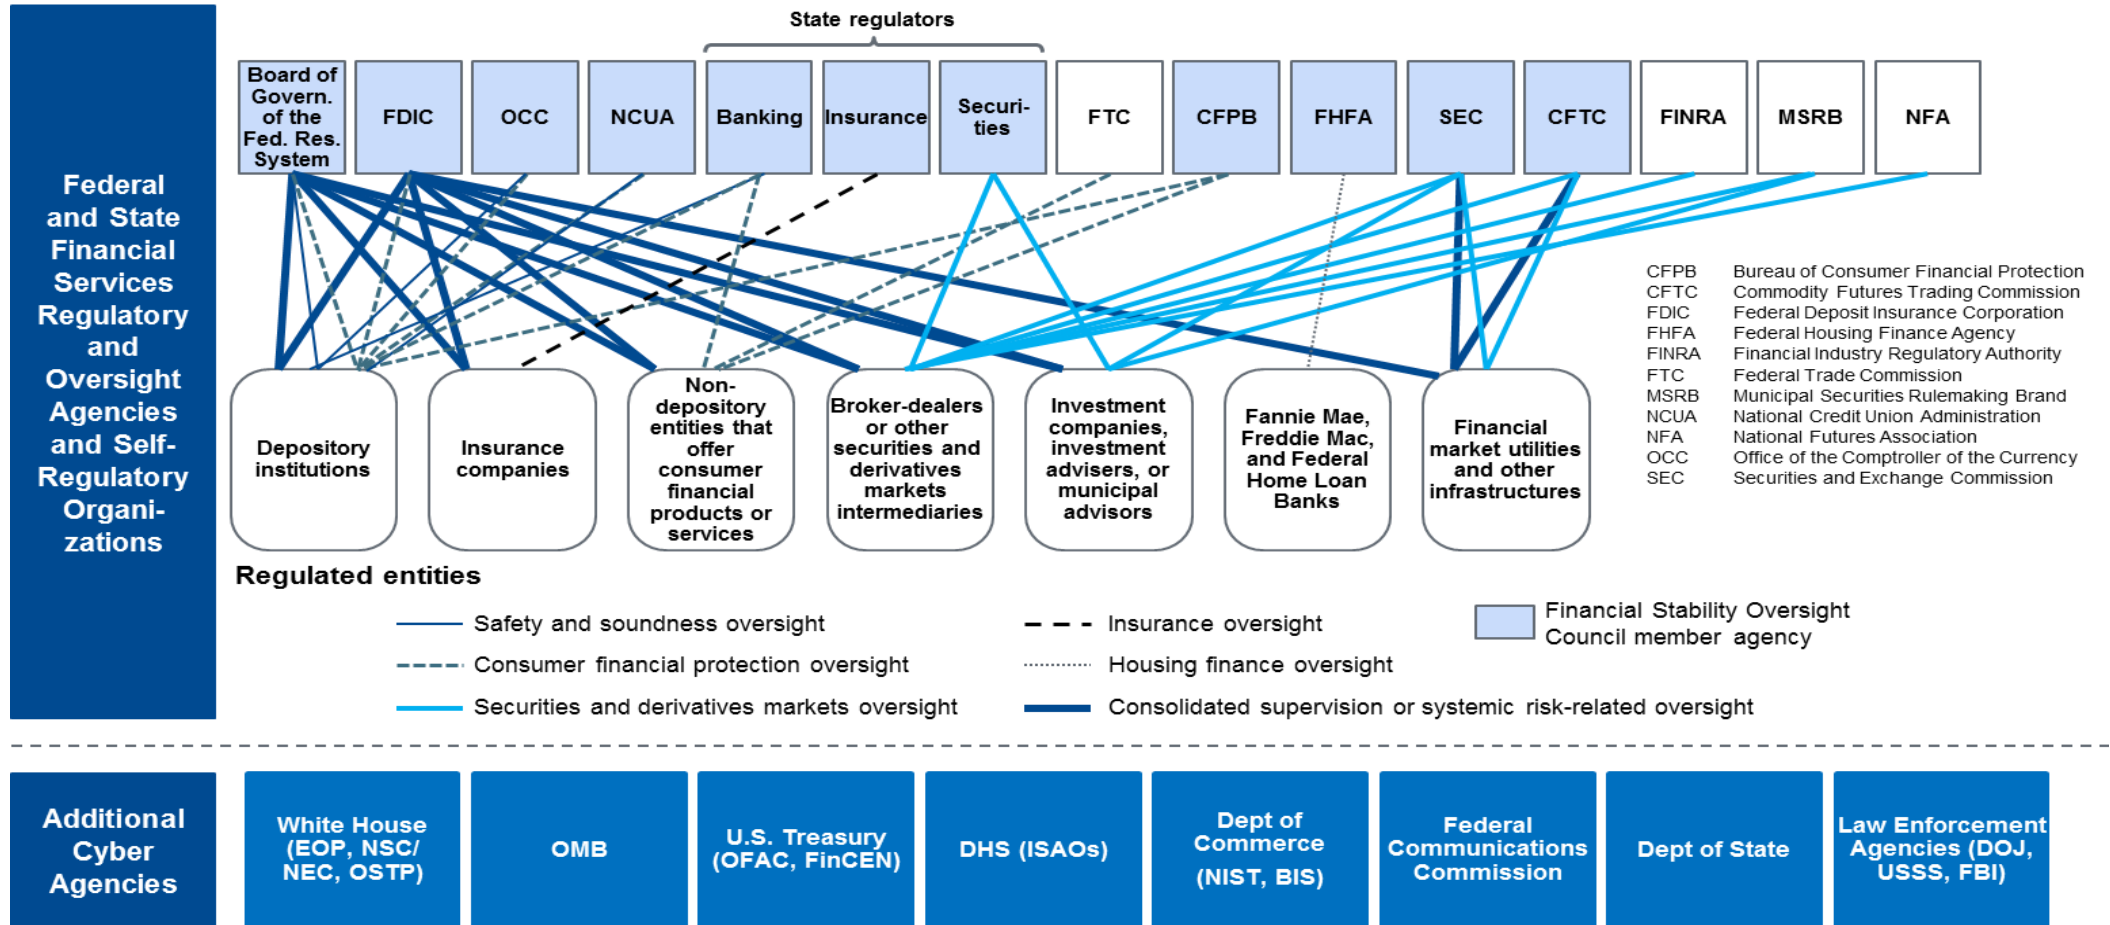 State regulators
Federal
and State
Financial
Services
Regulatory
and
Oversight
Agencies
and Self-
Regulatory
Organi-
zations
Board of
Govern.
of the
Fed. Res.
System
FDIC
OCC
NCUA
Banking
Insurance
Securi-
ties
FTC
CFPB
FHFA
SEC
CFTC
FINRA
MSRB
NFA
CFPB Bureau of Consumer Financial Protection
CFTC Commodity Futures Trading Commission
FDIC Federal Deposit Insurance Corporation
FHFA Federal Housing Finance Agency
FINRA Financial Industry Regulatory Authority
FTC Federal Trade Commission
MSRB Municipal Securities Rulemaking Brand
NCUA National Credit Union Administration
NFA National Futures Association
OCC Office of the Comptroller of the Currency
SEC Securities and Exchange Commission
Depository
institutions
Insurance
companies
Non-
depository
entities that
offer
consumer
financial
products or
services
Broker-dealers
or other
securities and
derivatives
markets
intermediaries
Investment
companies,
investment
advisers, or
municipal
advisors
Fannie Mae,
Freddie Mac,
and Federal
Home Loan
Banks
Financial
market utilities
and other
infrastructures
Regulated entities
Safety and soundness oversight
Consumer financial protection oversight
Securities and derivatives markets oversight
Insurance oversight
Housing finance oversight
Consolidated supervision or systemic risk-related oversight
Financial Stability Oversight
Council member agency
Additional
Cyber
Agencies
White House
(EOP, NSC/
NEC, OSTP)
OMB
U.S. Treasury
(OFAC, FinCEN)
DHS (ISAOs)
Dept of
Commerce
(NIST, BIS)
Federal
Communications
Commission
Dept of State
Law Enforcement
Agencies (DOJ,
USSS, FBI)